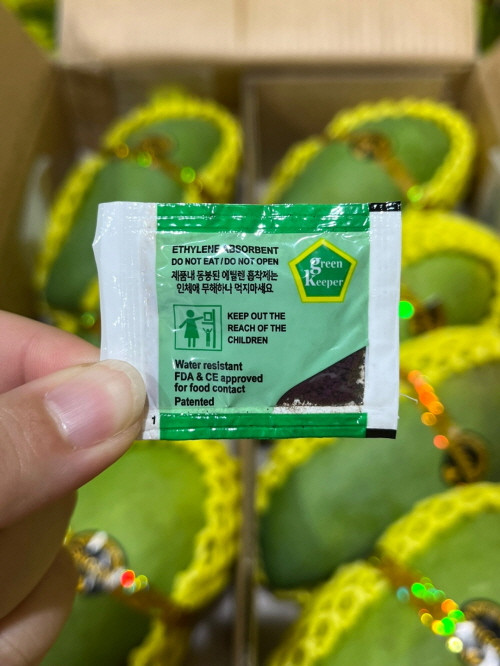 ETHYLENE ABSORBENT
DO NOT EAT / DO NOT OPEN
제품내 동봉된 에틸렌 흡착제는
인체에 무해하나 먹지마세요.
green
Keeper
KEEP OUT THE
REACH OF THE
CHILDREN
Water resistant
FDA & CE approved
for food contact
Patented
1